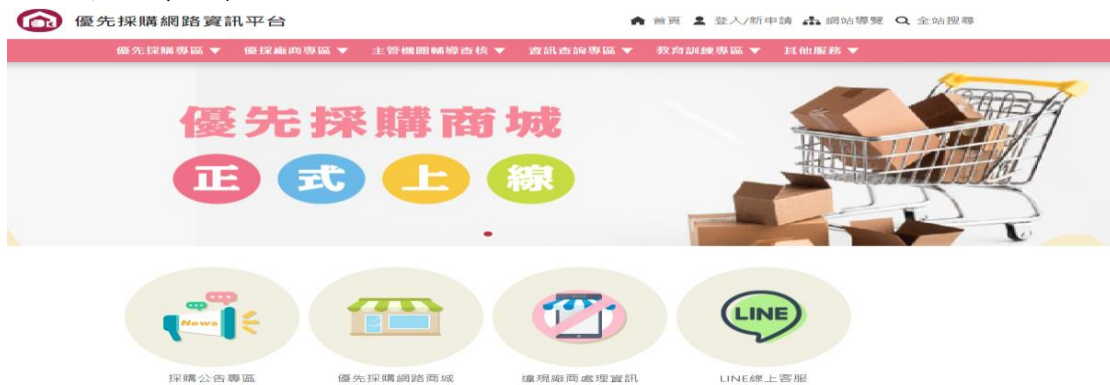 優先採購網路資訊平台
首頁 登入/新申請 網站導覽 全站搜尋
優先採購專區 ▼ 優採廠商專區 ▼ 主管機關輔導查核 ▼ 資訊查詢專區 ▼ 教育訓練專區 ▼ 其他服務 ▼
優先採購商城
正式上線
News
LINE
採購公告專區 優先採購網路商城 違規廠商處理資訊 LINE線上客服